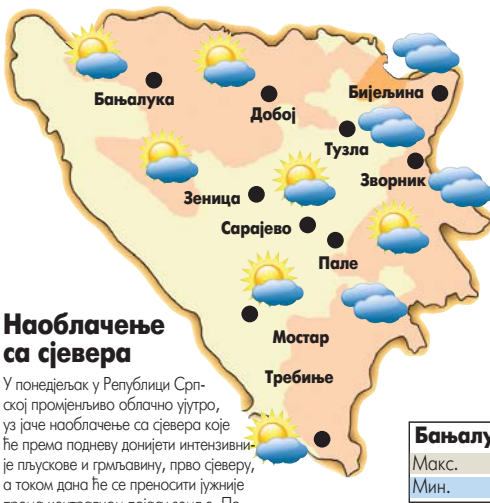 Бањалука
Добој
Бијељина
Тузла
Зворник
Зеница
Сарајево
Пале
Мостар
Требиње
Наоблачење
са сјевера
У понедјељак у Републици Срп-
ској промјенљиво облачно ујутро,
уз јаче наоблачење са сјевера које
ће према подневу донијети интензивни-
је пљускове и грмљавину, прво сјеверу,
а током дана ће се преносити јужније
Бањалу
Макс.
Мин.